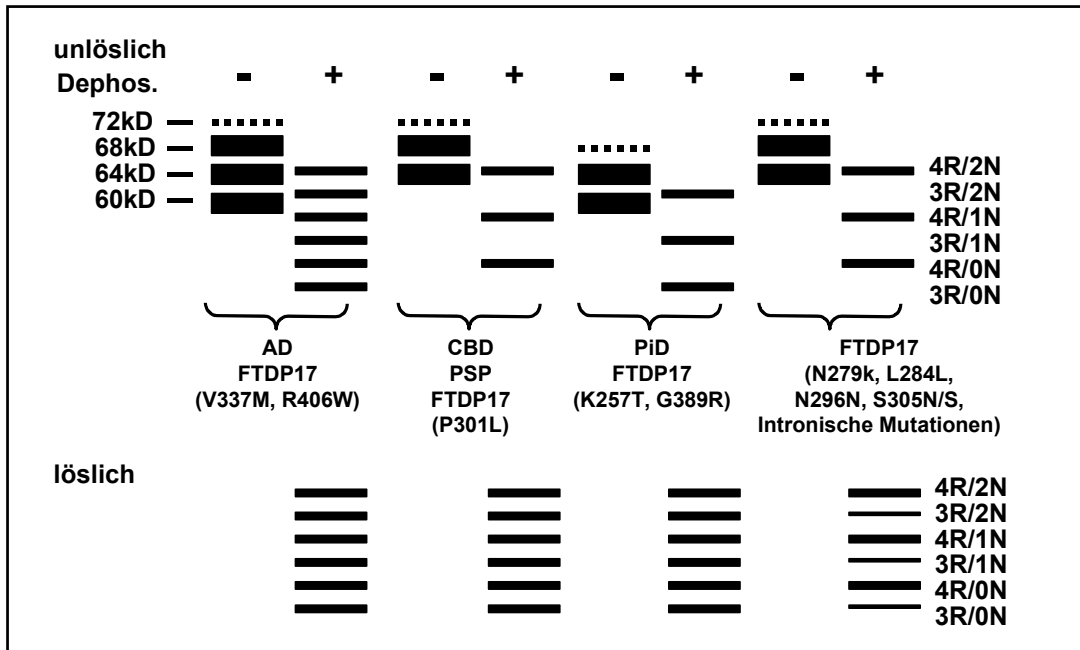 unlöslich
Dephos.
- + - + - + - +
72kD
68kD
64kD
60kD
4R/2N
3R/2N
4R/1N
3R/1N
4R/0N
3R/0N
AD
FTDP17
(V337M, R406W)
CBD
PSP
FTDP17
(P301L)
PiD
FTDP17
(K257T, G389R)
FTDP17
(N279k, L284L,
N296N, S305N/S,
Intronische Mutationen)
löslich
4R/2N
3R/2N
4R/1N
3R/1N
4R/0N
3R/0N